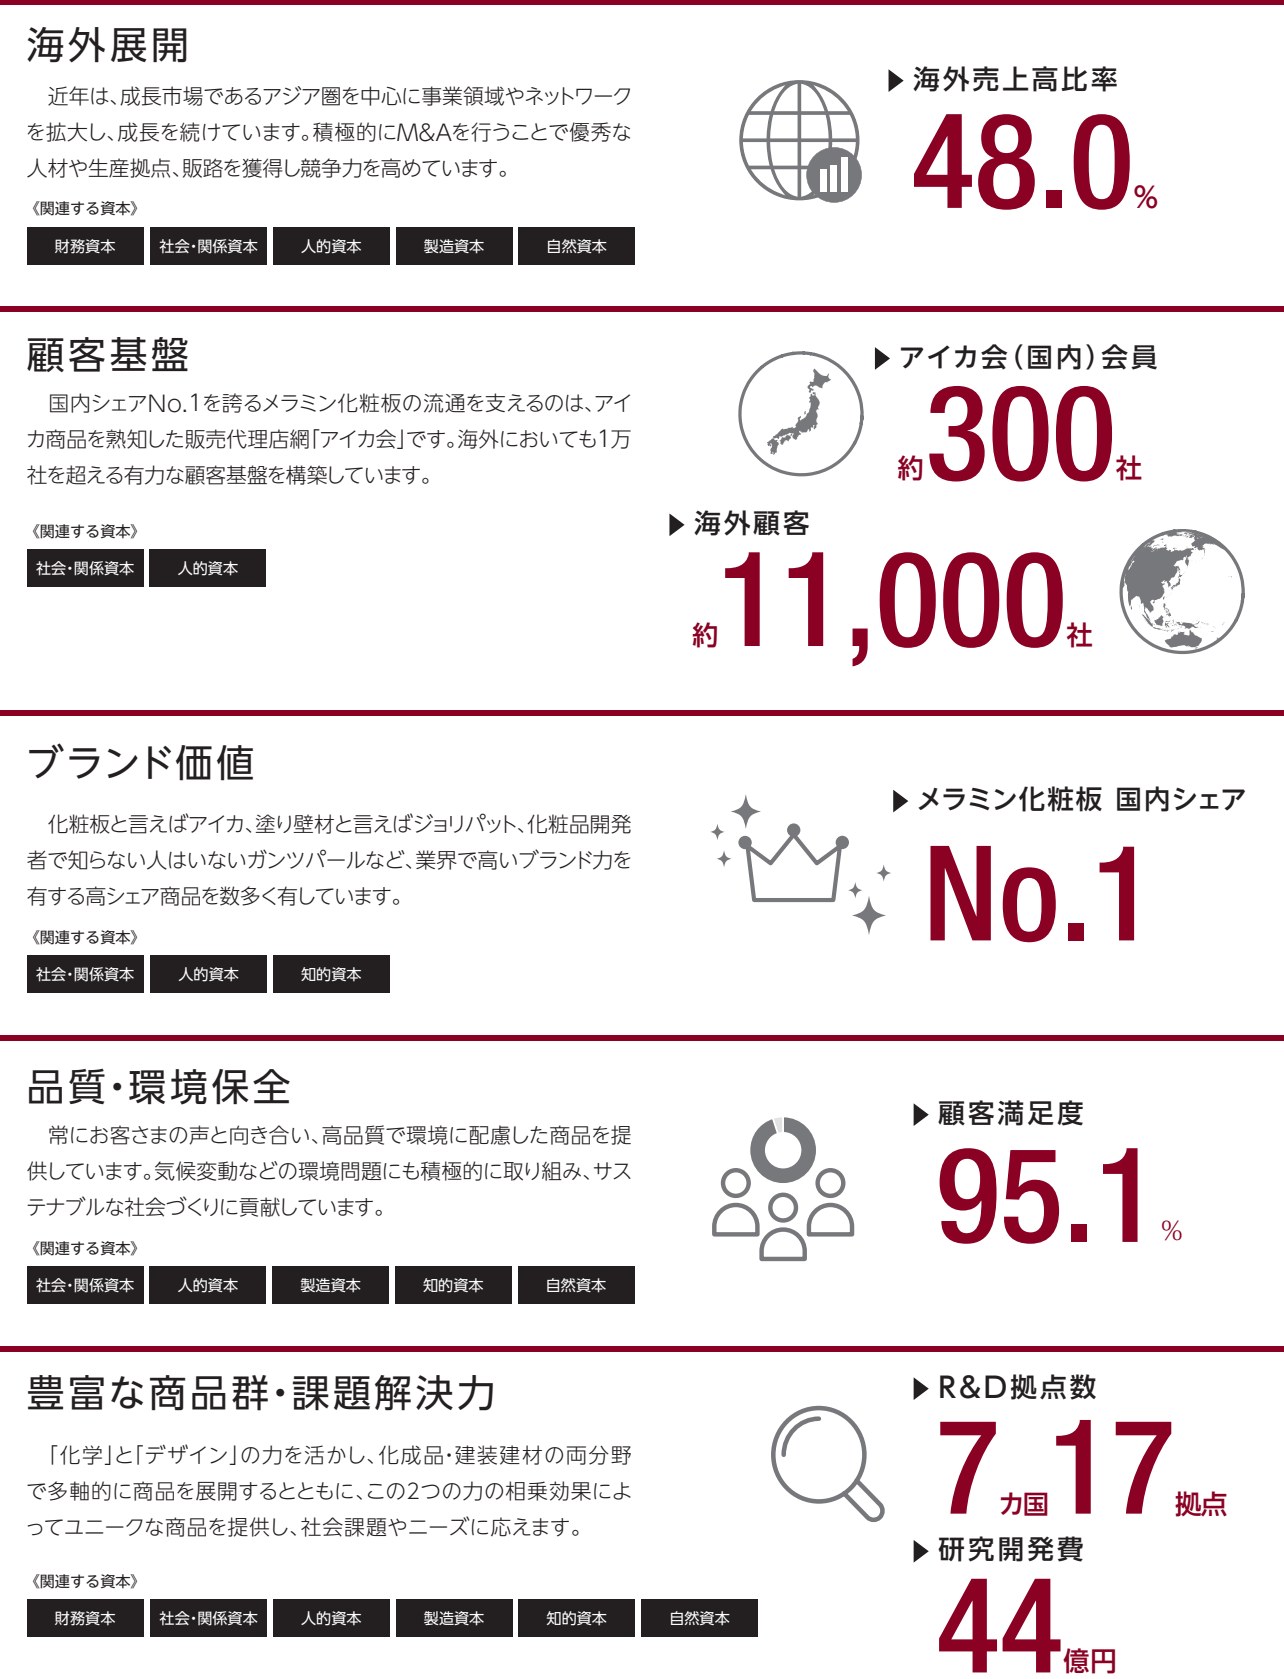 海外展開
近年は、成長市場であるアジア圏を中心に事業領域やネットワーク
を拡大し、成長を続けています。積極的にM&Aを行うことで優秀な
人材や生産拠点、販路を獲得し競争力を高めています。
《関連する資本》
財務資本 社会・関係資本 人的資本 製造資本 自然資本
▶海外売上高比率
48.0%
顧客基盤
国内シェアNo.1を誇るメラミン化粧板の流通を支えるのは、アイ
カ商品を熟知した販売代理店網「アイカ会」です。海外においても1万
社を超える有力な顧客基盤を構築しています。
《関連する資本》
社会・関係資本 人的資本
▶アイカ会(国内)会員
約300社
▶海外顧客
約11,000社
ブランド価値
化粧板と言えばアイカ、塗り壁材と言えばジョリパット、化粧品開発
者で知らない人はいないガンツパールなど、業界で高いブランド力を
有する高シェア商品を数多く有しています。
《関連する資本》
社会・関係資本 人的資本 知的資本
▶メラミン化粧板 国内シェア
No.1
品質・環境保全
常にお客さまの声と向き合い、高品質で環境に配慮した商品を提
供しています。気候変動などの環境問題にも積極的に取り組み、サス
テナブルな社会づくりに貢献しています。
《関連する資本》
社会・関係資本 人的資本 製造資本 知的資本 自然資本
▶顧客満足度
95.1%
豊富な商品群・課題解決力
「化学」と「デザイン」の力を活かし、化成品・建装建材の両分野
で多軸的に商品を展開するとともに、この2つの力の相乗効果によ
ってユニークな商品を提供し、社会課題やニーズに応えます。
《関連する資本》
財務資本 社会・関係資本 人的資本 製造資本 知的資本 自然資本
▶R&D拠点数
7カ国17拠点
▶研究開発費
44億円